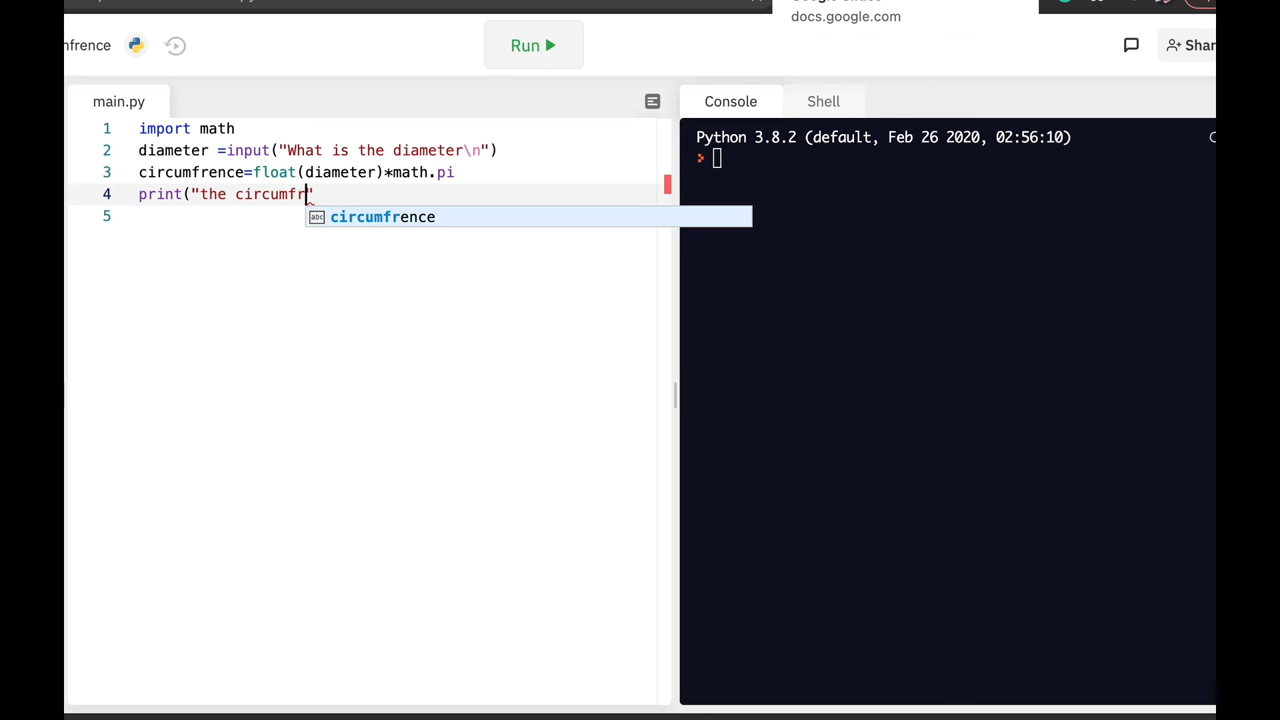 docs.google.com
nfrence
Run
Shar
main.py
Console
Shell
1 import math
2 diameter =input("What is the diameter\n")
3 circumfrence=float(diameter)*math.pi
4 print("the circumfr"
abc circumfrence
5
Python 3.8.2 (default, Feb 26 2020, 02:56:10)